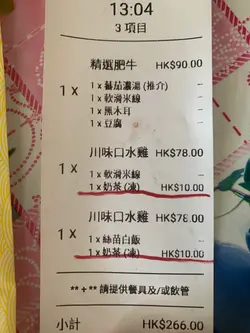 13:04
3 項目
精選肥牛 HK$90.00
1 x
1 x 蕃茄濃湯 (推介) --
1 x 軟滑米線 --
1 x 黑木耳 --
1 x 豆腐 --
川味口水雞 HK$78.00
1 x
1 x 軟滑米線 --
1 x 奶茶 (凍) HK$10.00
川味口水雞 HK$78.00
1 x
1 x 絲苗白飯 --
1 x 奶茶 (凍) HK$10.00
** + ** 請提供餐具及/或飲管
小計 HK$266.00